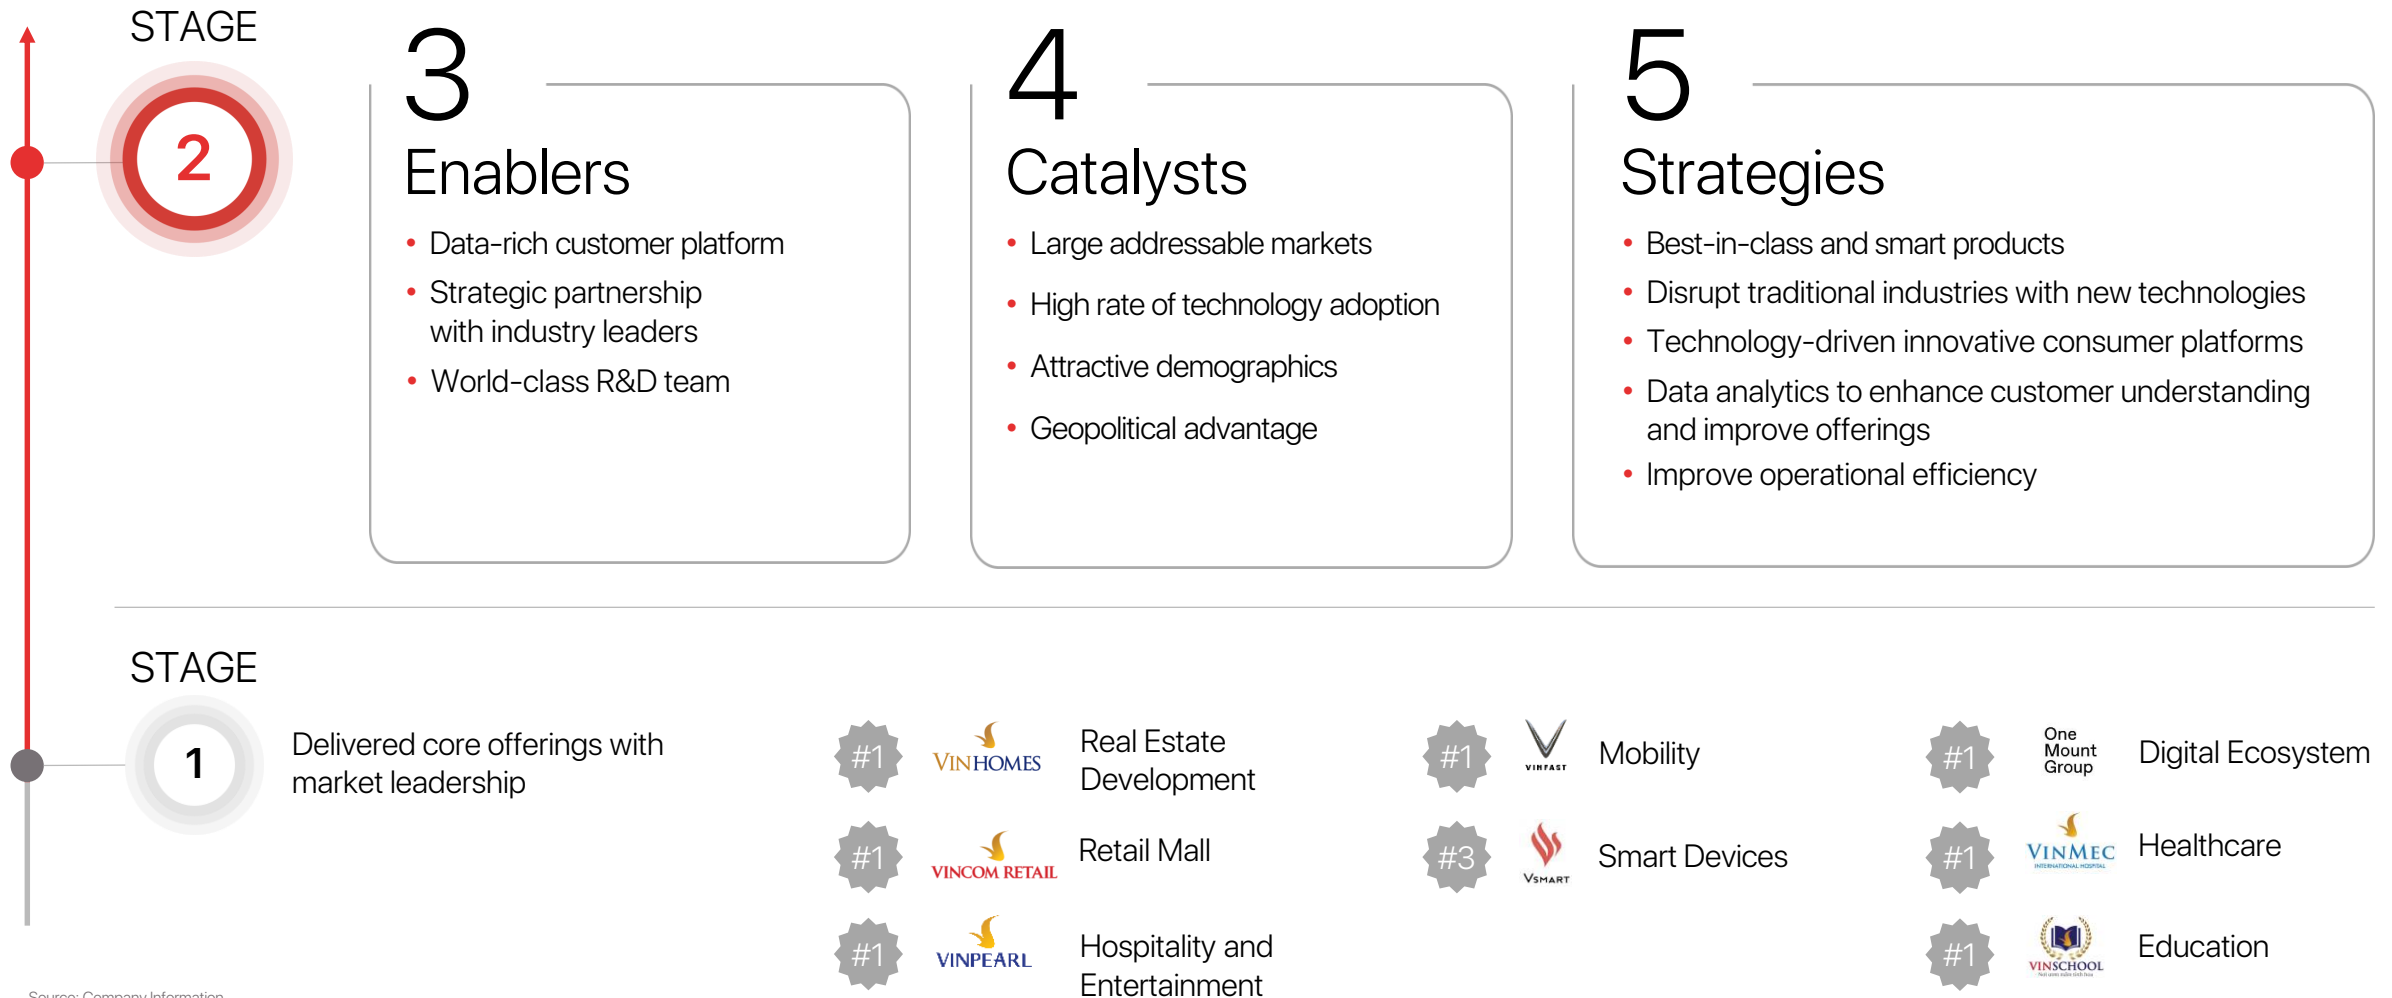 STAGE
2
3
Enablers
• Data-rich customer platform
• Strategic partnership
with industry leaders
• World-class R&D team
4
Catalysts
• Large addressable markets
• High rate of technology adoption
• Attractive demographics
• Geopolitical advantage
5
Strategies
• Best-in-class and smart products
• Disrupt traditional industries with new technologies
• Technology-driven innovative consumer platforms
• Data analytics to enhance customer understanding
and improve offerings
• Improve operational efficiency
STAGE
1
Delivered core offerings with
market leadership
#1
VINHOMES
Real Estate
Development
#1
VINCOM RETAIL
Retail Mall
#1
VINPEARL
Hospitality and
Entertainment
#1
VINFAST
Mobility
#3
VSMART
Smart Devices
#1
One
Mount
Group
Digital Ecosystem
#1
VINMEC
INTERNATIONAL HOSPITAL
Healthcare
#1
VINSCHOOL
Education
Source: Company Information